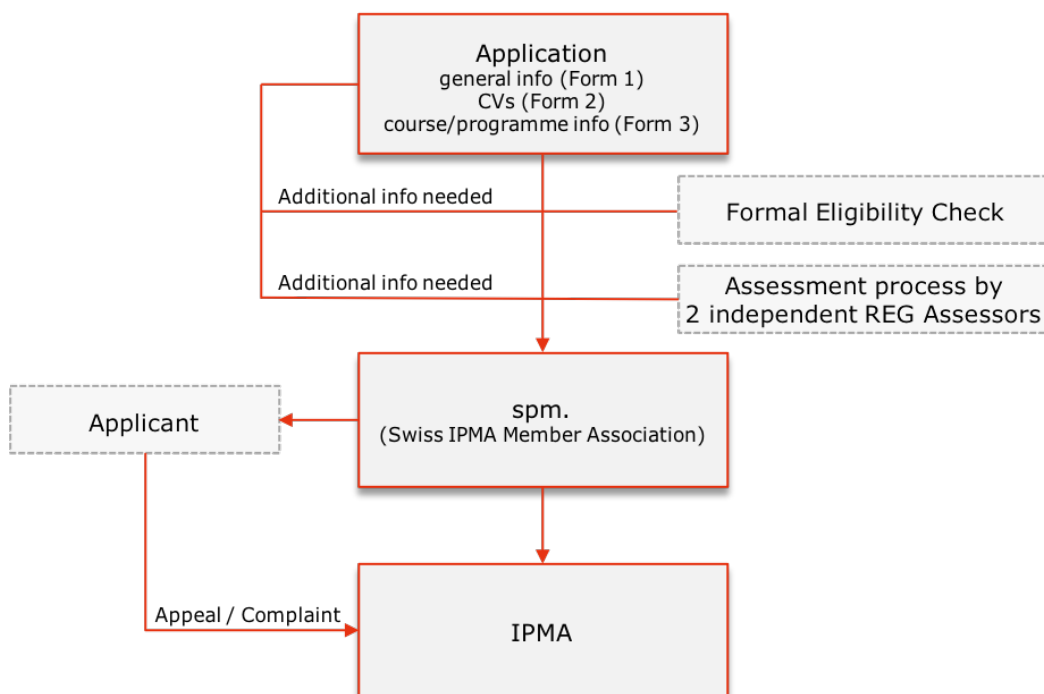 Application
general info (Form 1)
CVs (Form 2)
course/programme info (Form 3)
Additional info needed
Formal Eligibility Check
Additional info needed
Assessment process by
2 independent REG Assessors
Applicant
spm.
(Swiss IPMA Member Association)
Appeal / Complaint
IPMA